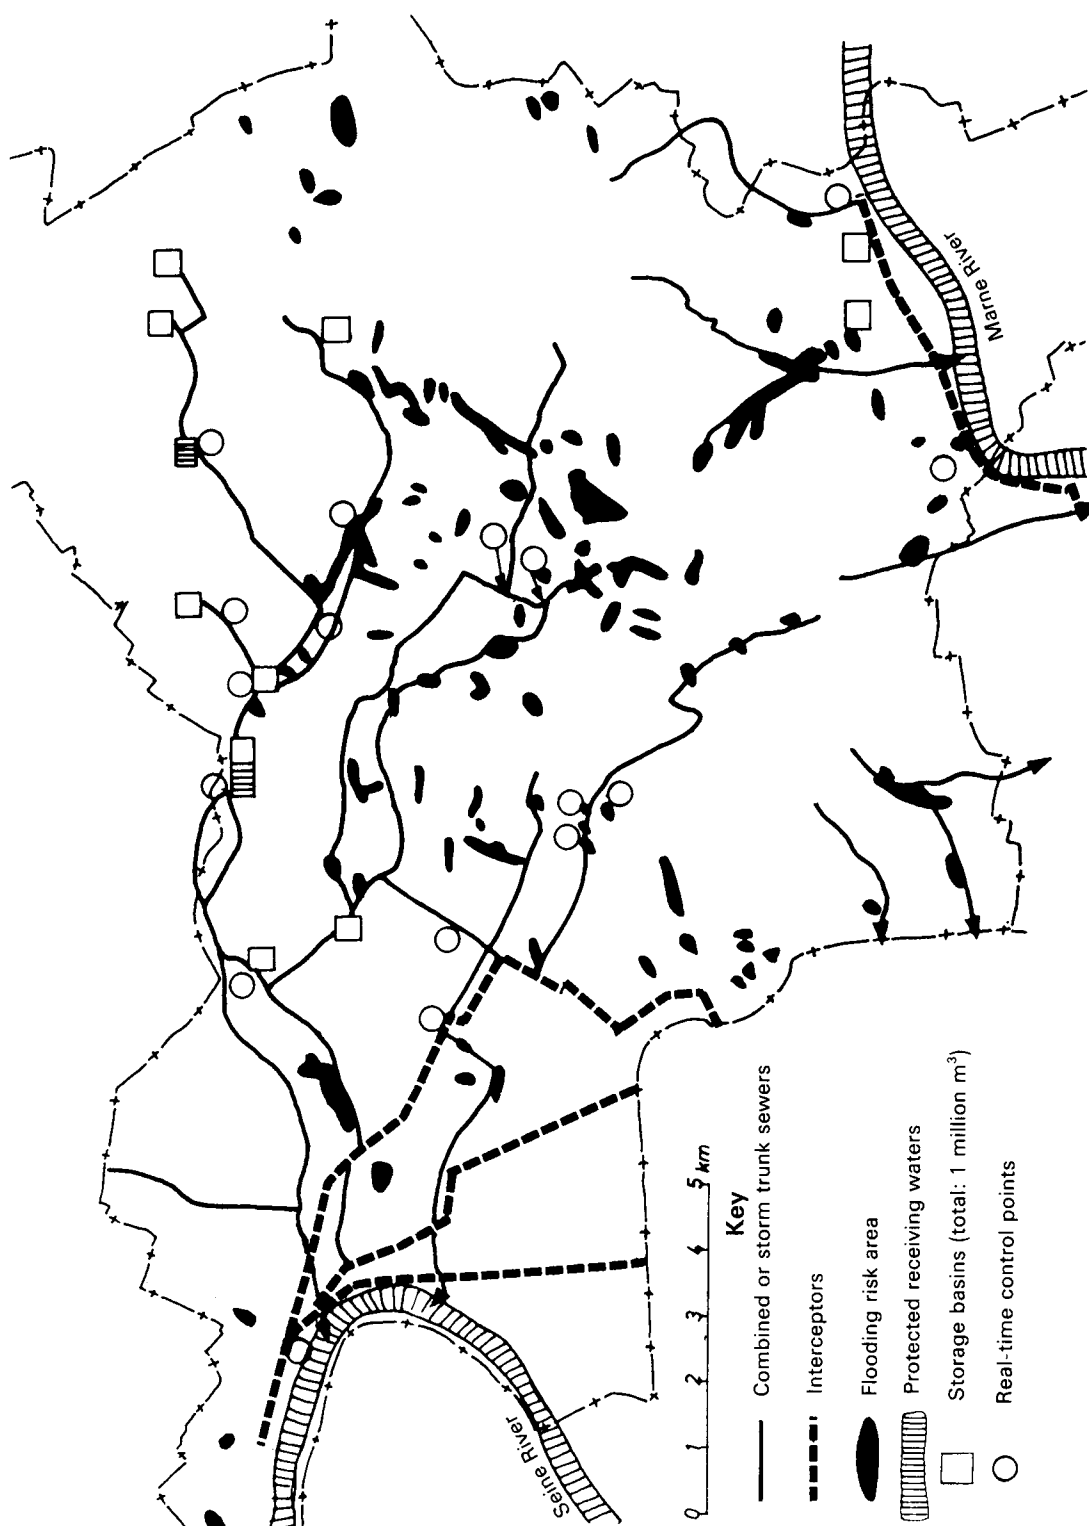 Marne River
Seine River
0 1 2 3 4 5 km
Key
Combined or storm trunk sewers
Interceptors
Flooding risk area
Protected receiving waters
Storage basins (total: 1 million m³)
Real-time control points